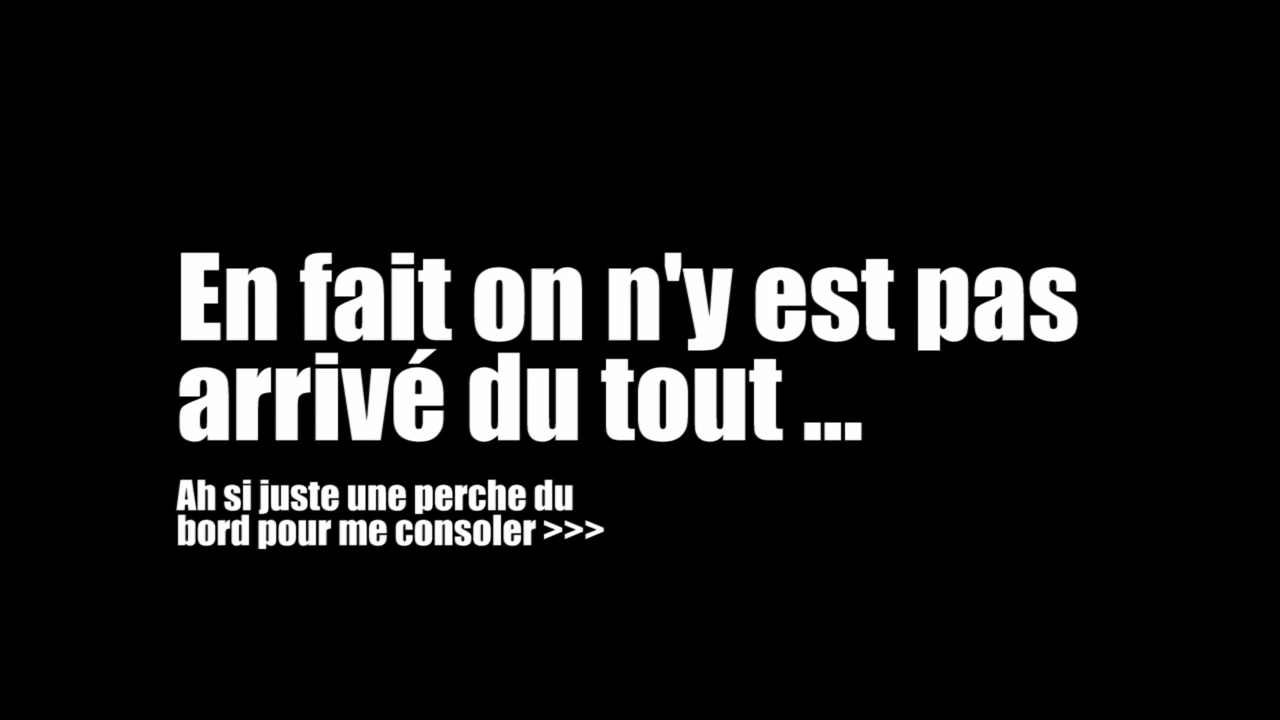 En fait on n'y est pas
arrivé du tout ...
Ah si juste une perche du
bord pour me consoler >>>